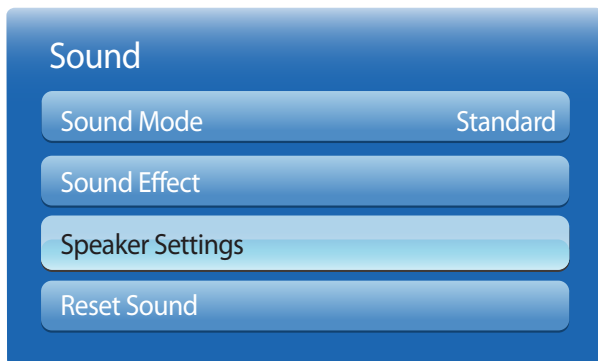 Sound
Sound Mode Standard
Sound Effect
Speaker Settings
Reset Sound